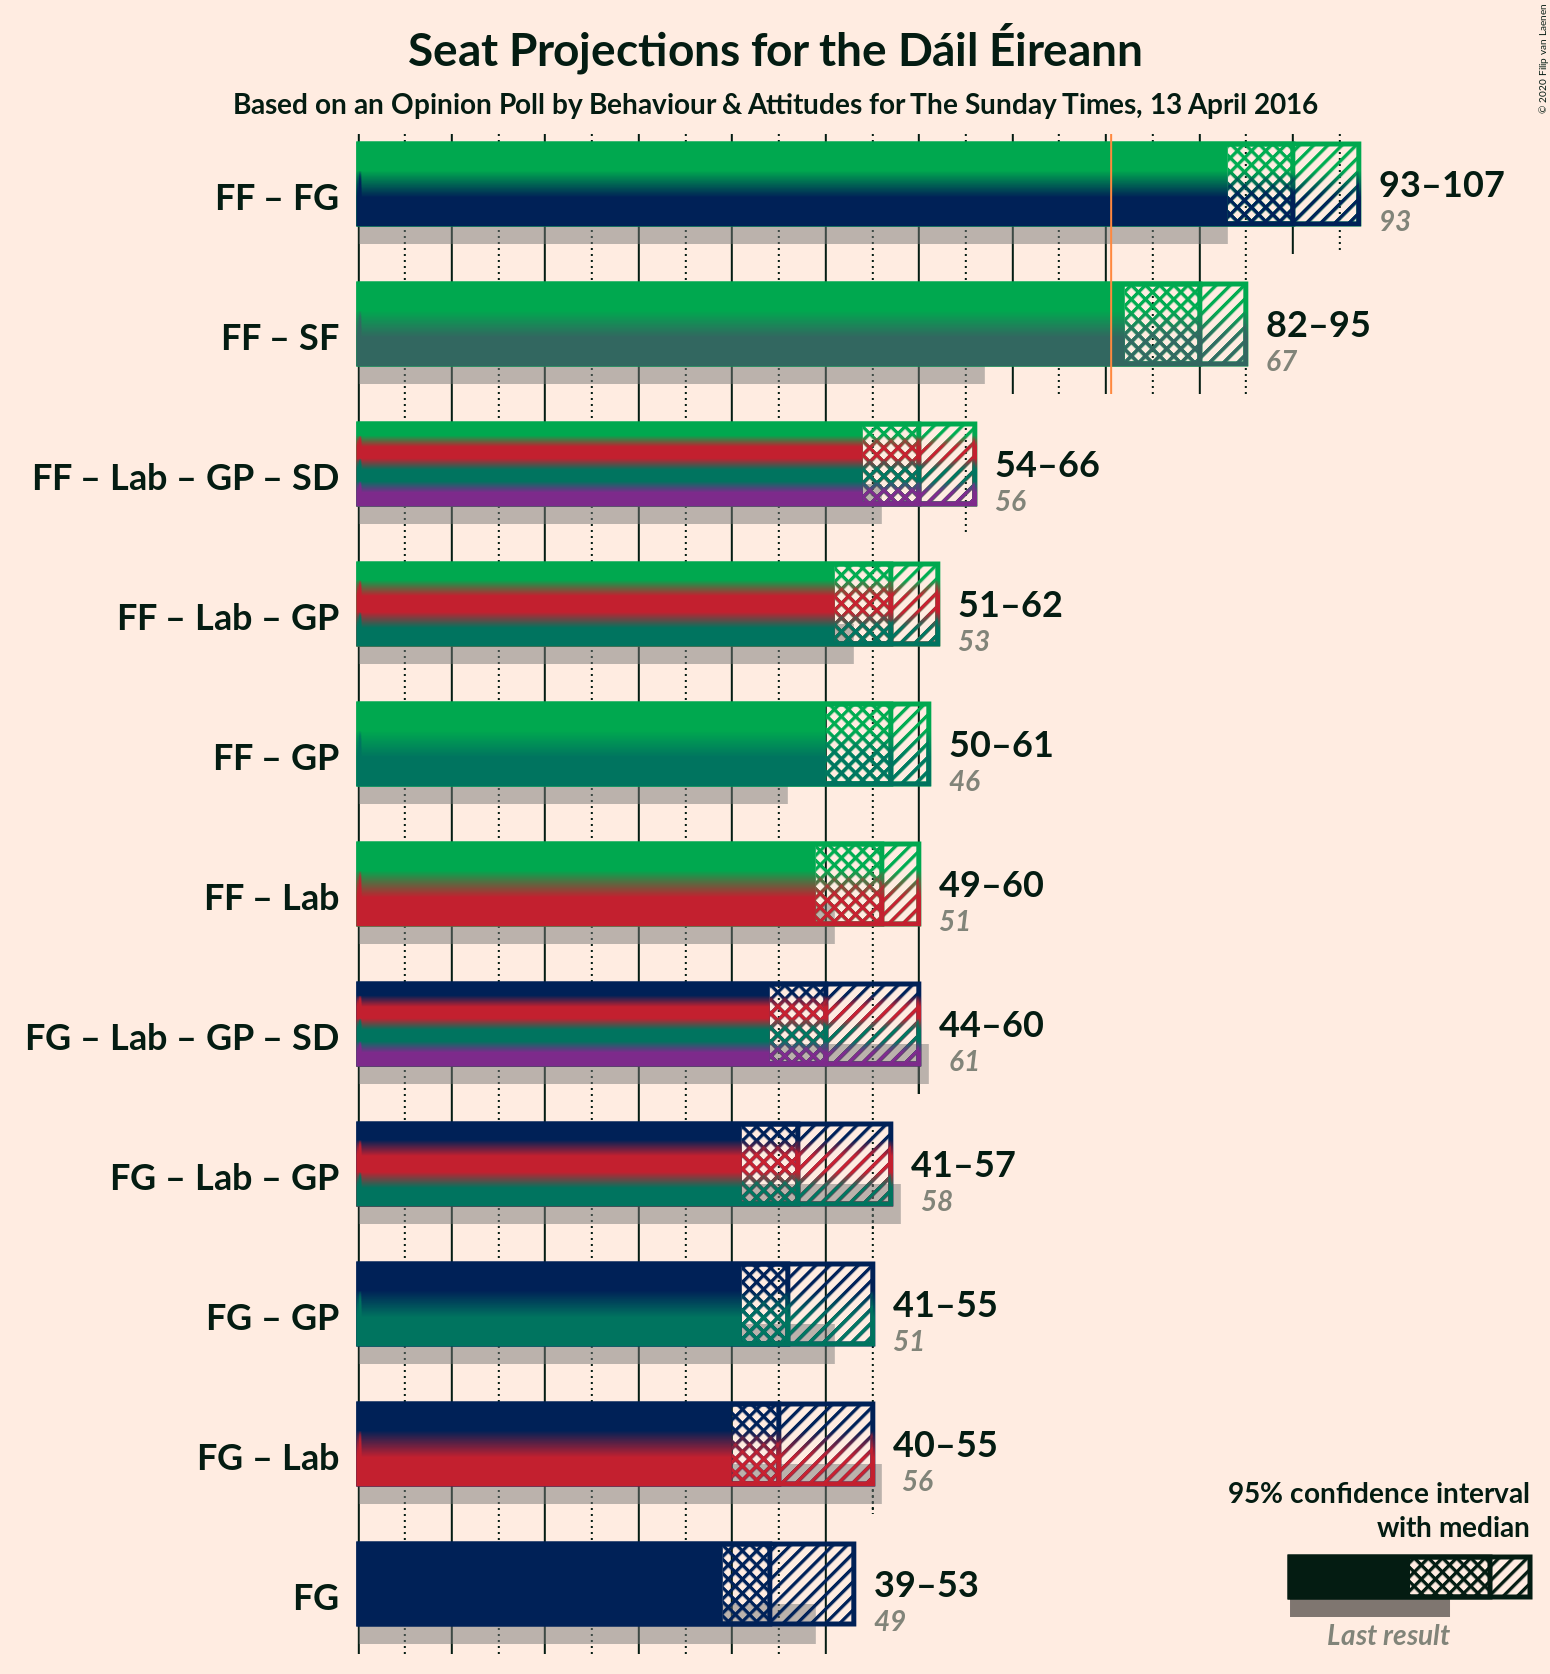 Seat Projections for the Dáil Éireann
Based on an Opinion Poll by Behaviour & Attitudes for The Sunday Times, 13 April 2016
© 2020 Filip van Laenen
FF – FG
93–107
93
FF – SF
82–95
67
FF – Lab – GP – SD
54–66
56
FF – Lab – GP
51–62
53
FF – GP
50–61
46
FF – Lab
49–60
51
FG – Lab – GP – SD
44–60
61
FG – Lab – GP
41–57
58
FG – GP
41–55
51
FG – Lab
40–55
56
FG
39–53
49
95% confidence interval
with median
Last result